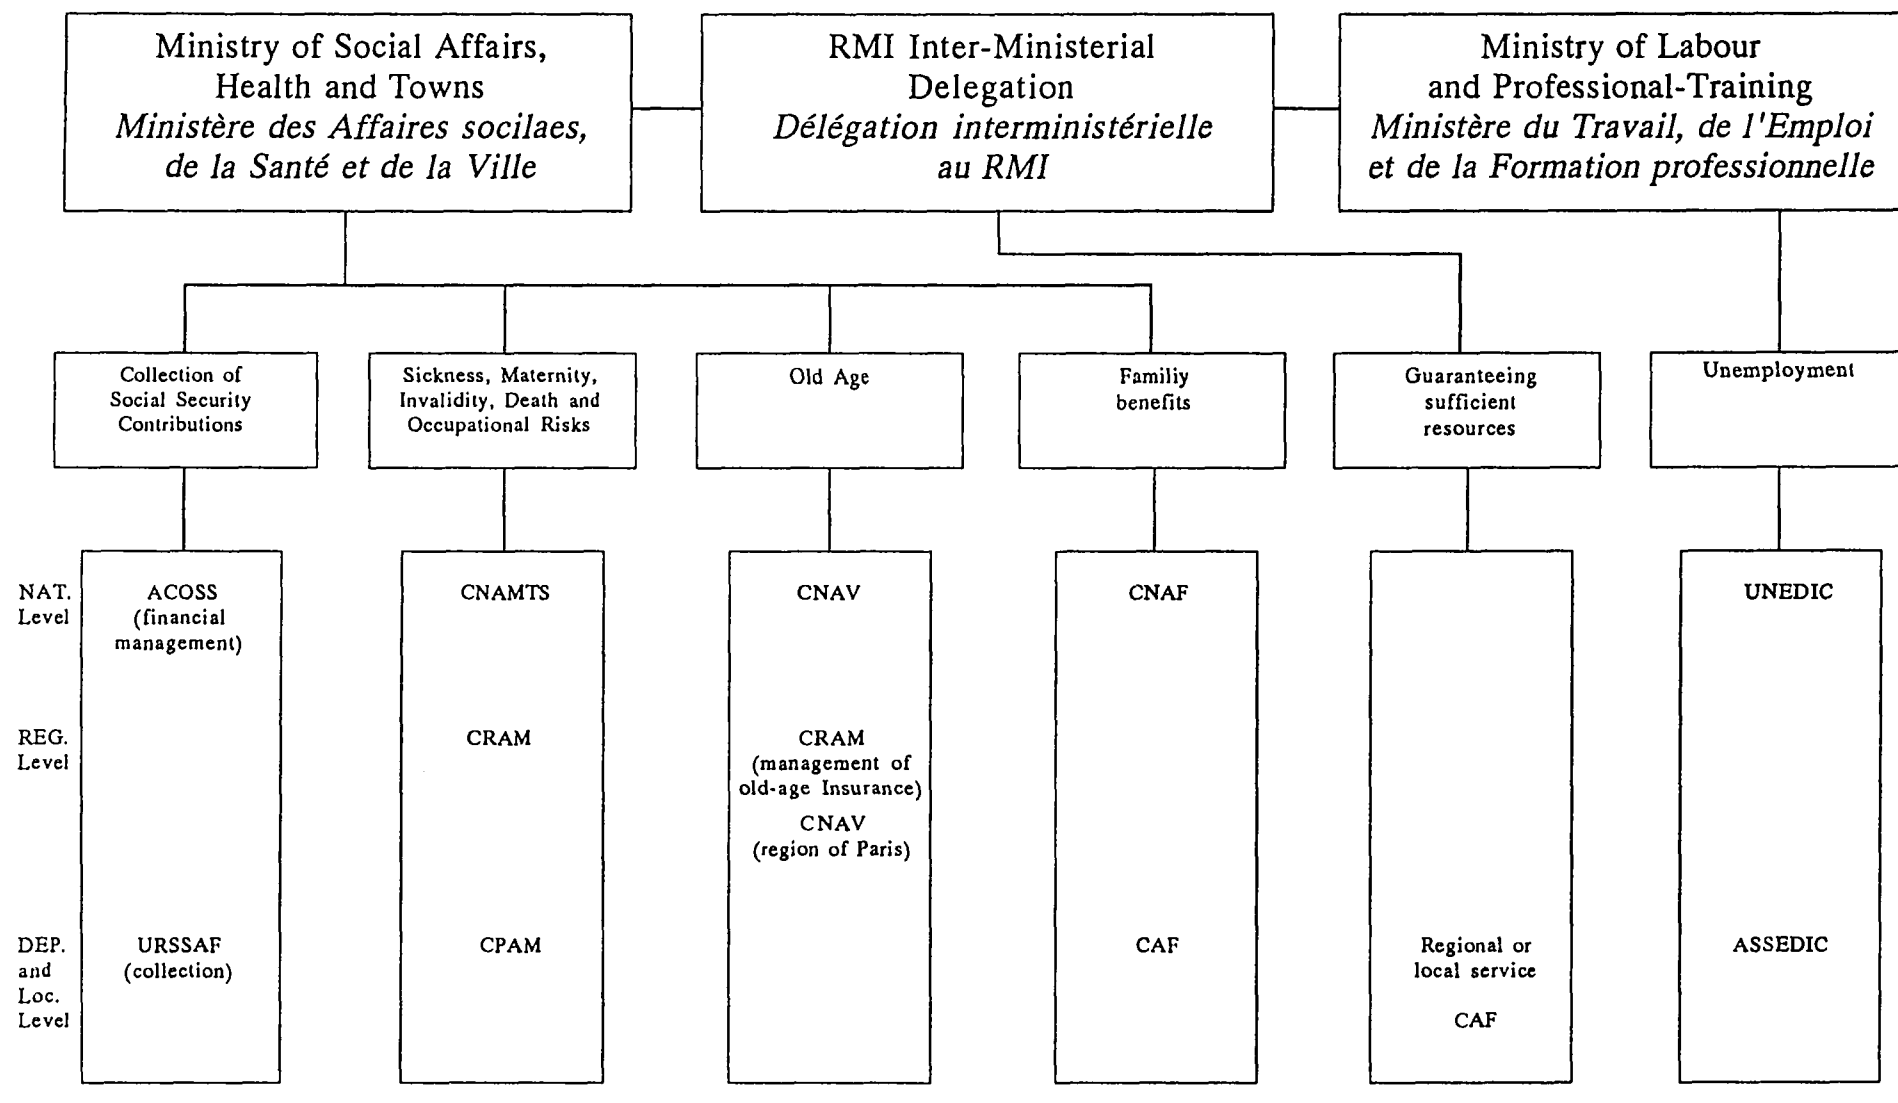 Ministry of Social Affairs,
Health and Towns
Ministère des Affaires socilaes,
de la Santé et de la Ville
RMI Inter-Ministerial
Delegation
Délégation interministérielle
au RMI
Ministry of Labour
and Professional-Training
Ministère du Travail, de l'Emploi
et de la Formation professionnelle
Collection of
Social Security
Contributions
Sickness, Maternity,
Invalidity, Death and
Occupational Risks
Old Age
Familiy
benefits
Guaranteeing
sufficient
resources
Unemployment
NAT.
Level
ACOSS
(financial
management)
CNAMTS
CNAV
CNAF
UNEDIC
REG.
Level
CRAM
CRAM
(management of
old-age Insurance)
CNAV
(region of Paris)
DEP.
and
Loc.
Level
URSSAF
(collection)
CPAM
CAF
Regional or
local service
CAF
ASSEDIC